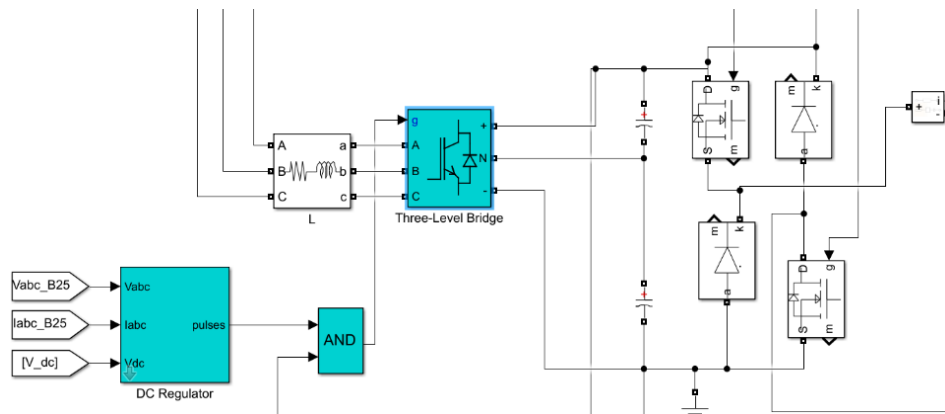 g
+
A
a
A
B
b
B
N
C
c
C
-
L
Three-Level Bridge
D
g
S
m
m
k
a
m
k
a
D
g
S
m
+
i
-
Vabc_B25
Iabc_B25
[V_dc]
Vabc
Iabc
pulses
Vdc
DC Regulator
AND